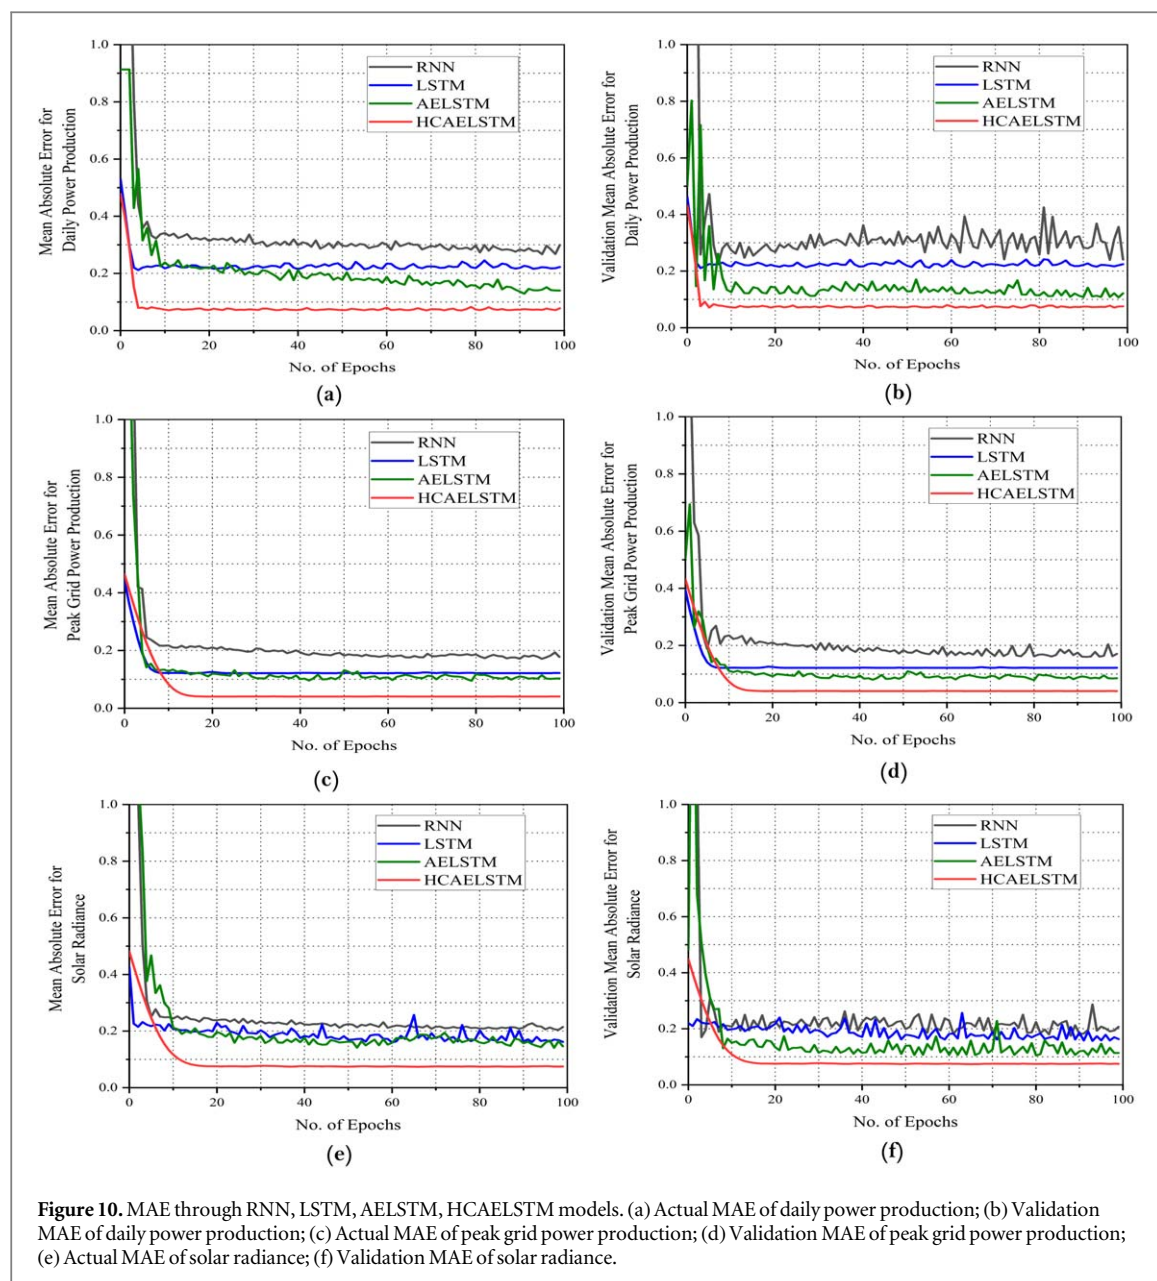 Mean Absolute Error for
Daily Power Production
1.0
0.8
0.6
0.4
0.2
0.0
RNN
LSTM
AELSTM
HCAELSTM
0 20 40 60 80 100
No. of Epochs
(a)
Validation Mean Absolute Error for
Daily Power Production
1.0
0.8
0.6
0.4
0.2
0.0
RNN
LSTM
AELSTM
HCAELSTM
0 20 40 60 80 100
No. of Epochs
(b)
Mean Absolute Error for
Peak Grid Power Production
1.0
0.8
0.6
0.4
0.2
0.0
RNN
LSTM
AELSTM
HCAELSTM
0 20 40 60 80 100
No. of Epochs
(c)
Validation Mean Absolute Error for
Peak Grid Power Production
1.0
0.8
0.6
0.4
0.2
0.0
RNN
LSTM
AELSTM
HCAELSTM
0 20 40 60 80 100
No. of Epochs
(d)
Mean Absolute Error for
Solar Radiance
1.0
0.8
0.6
0.4
0.2
0.0
RNN
LSTM
AELSTM
HCAELSTM
0 20 40 60 80 100
No. of Epochs
(e)
Validation Mean Absolute Error for
Solar Radiance
1.0
0.8
0.6
0.4
0.2
0.0
RNN
LSTM
AELSTM
HCAELSTM
0 20 40 60 80 100
No. of Epochs
(f)
Figure 10. MAE through RNN, LSTM, AELSTM, HCAELSTM models. (a) Actual MAE of daily power production; (b) Validation
MAE of daily power production; (c) Actual MAE of peak grid power production; (d) Validation MAE of peak grid power production;
(e) Actual MAE of solar radiance; (f) Validation MAE of solar radiance.